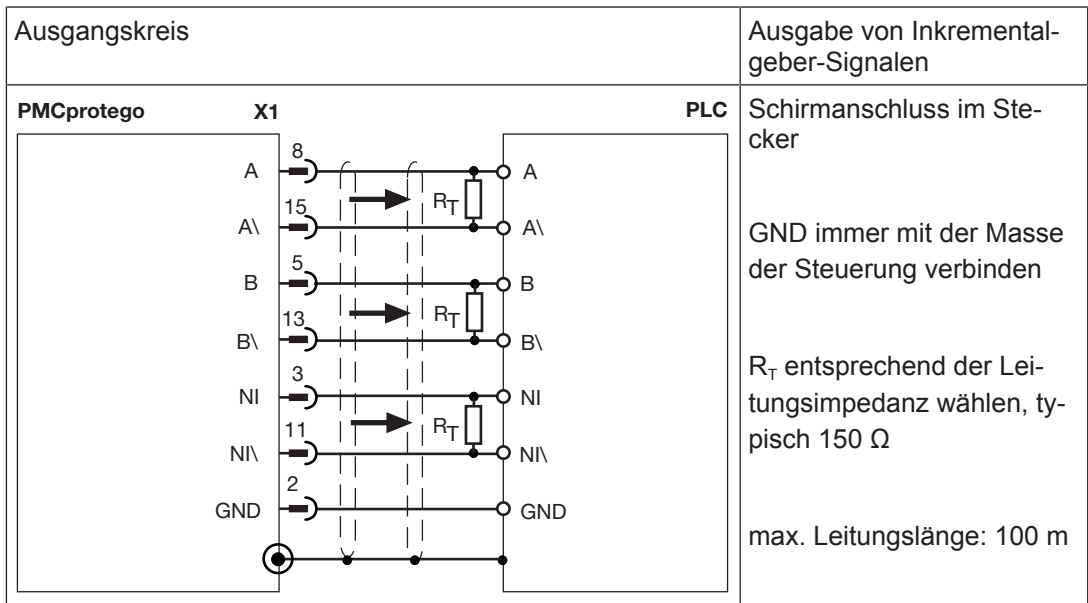 Ausgangskreis
Ausgabe von Inkremental-
geber-Signalen
PMCprotego X1 PLC
8
A A
R_T
15
A\ A\
5
B B
R_T
13
B\ B\
3
NI NI
R_T
11
NI\ NI\
2
GND GND
Schirmanschluss im Ste-
cker
GND immer mit der Masse
der Steuerung verbinden
R_T entsprechend der Lei-
tungsimpedanz wählen, ty-
pisch 150 Ω
max. Leitungslänge: 100 m